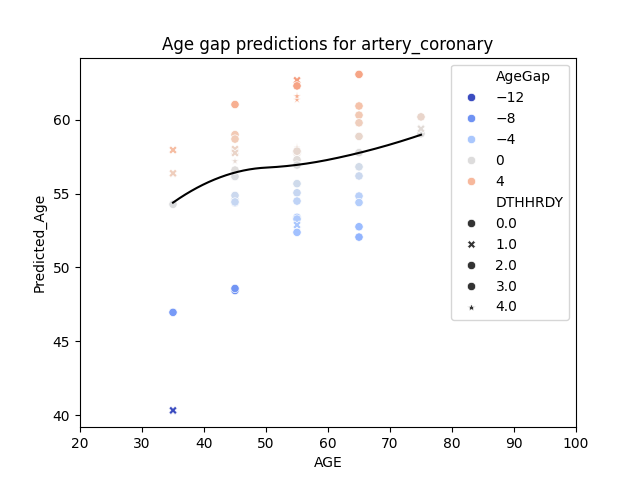 Age gap predictions for artery_coronary
AgeGap
−12
−8
−4
0
4
DTHHRDY
0.0
1.0
2.0
3.0
4.0
Predicted_Age
60
55
50
45
40
20 30 40 50 60 70 80 90 100
AGE